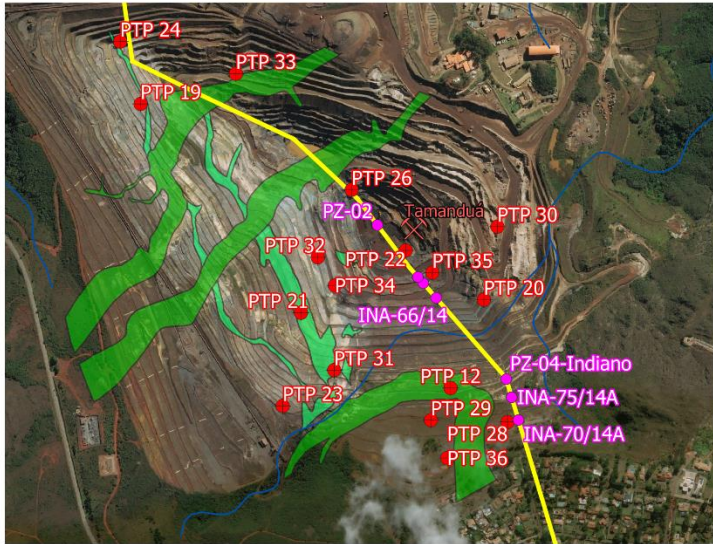 PTP 24
PTP 33
PTP 19
PTP 26
PZ-02
Tamandua
PTP 30
PTP 32
PTP 22
PTP 35
PTP 34
PTP 20
PTP 21
INA-66/14
PTP 31
PZ-04-Indiano
PTP 12
INA-75/14A
PTP 23
PTP 29
PTP 28
INA-70/14A
PTP 36